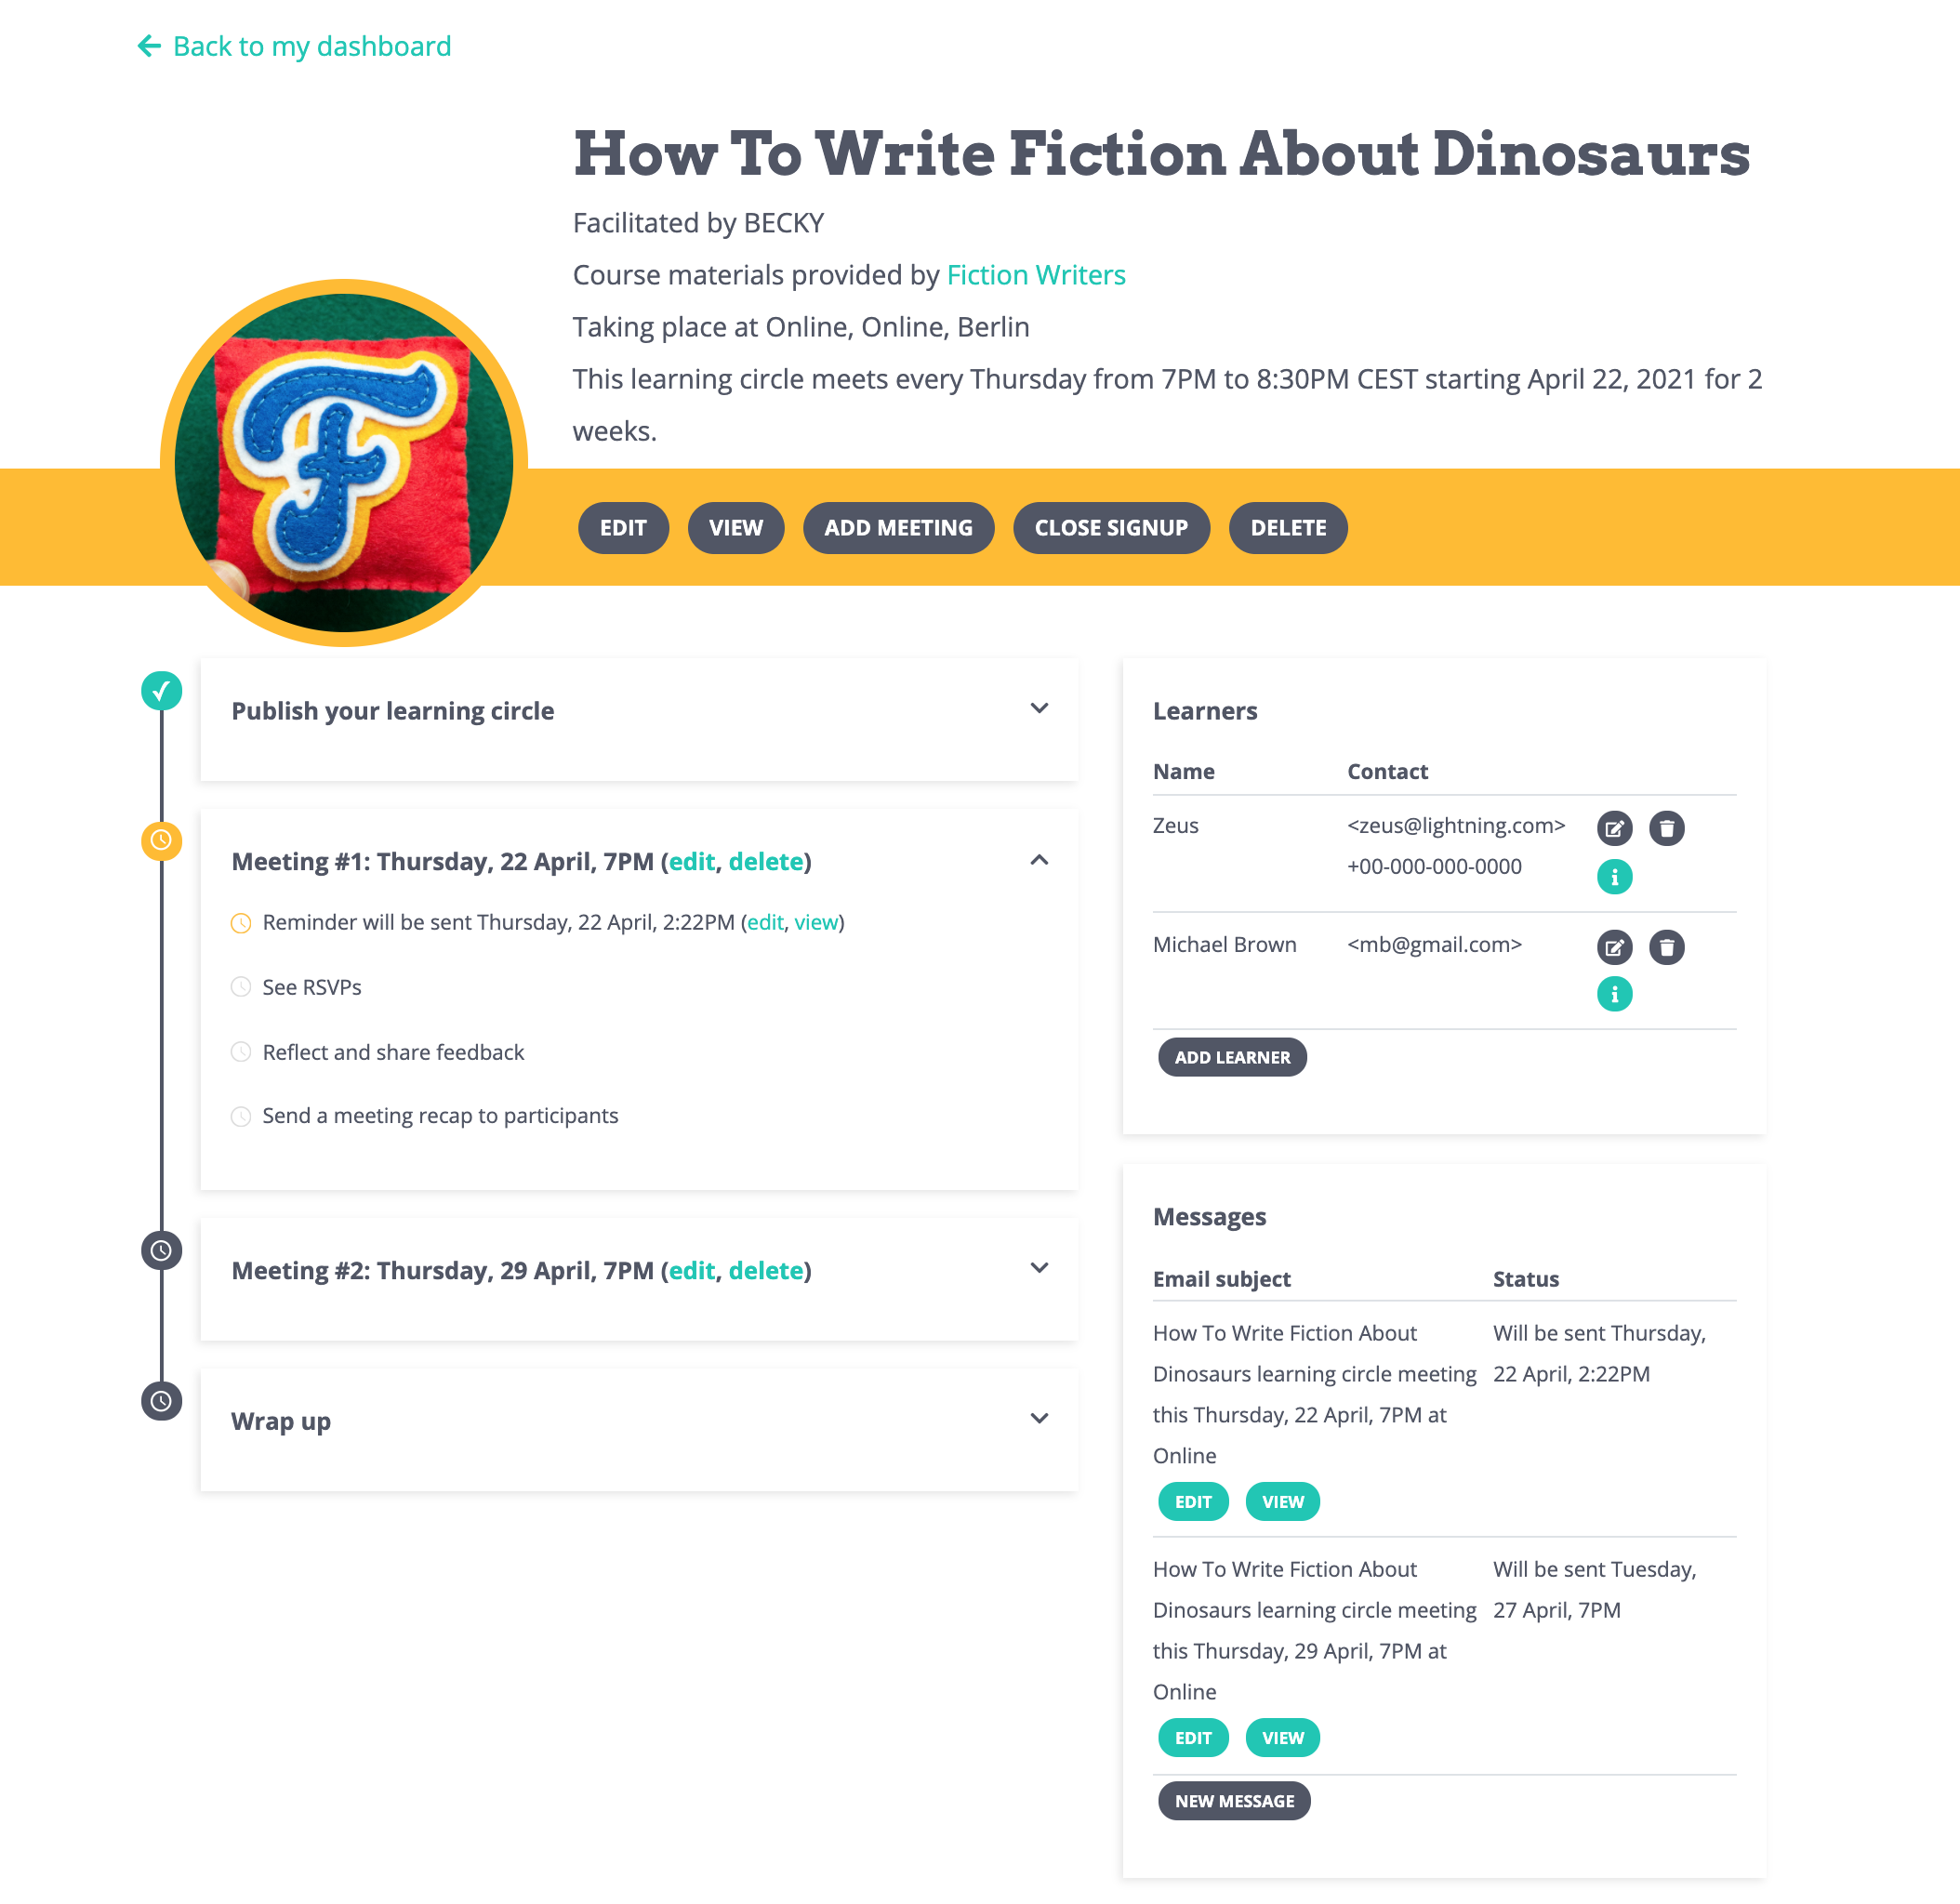 Back to my dashboard
How To Write Fiction About Dinosaurs
Facilitated by BECKY
Course materials provided by Fiction Writers
Taking place at Online, Online, Berlin
This learning circle meets every Thursday from 7PM to 8:30PM CEST starting April 22, 2021 for 2
weeks.
F
EDIT VIEW ADD MEETING CLOSE SIGNUP DELETE
Publish your learning circle
Meeting #1: Thursday, 22 April, 7PM (edit, delete)
Reminder will be sent Thursday, 22 April, 2:22PM (edit, view)
See RSVPs
Reflect and share feedback
Send a meeting recap to participants
Meeting #2: Thursday, 29 April, 7PM (edit, delete)
Wrap up
Learners
Name Contact
Zeus <zeus@lightning.com>
+00-000-000-0000
Michael Brown <mb@gmail.com>
ADD LEARNER
Messages
Email subject Status
How To Write Fiction About Will be sent Thursday,
Dinosaurs learning circle meeting 22 April, 2:22PM
this Thursday, 22 April, 7PM at
Online
EDIT VIEW
How To Write Fiction About Will be sent Tuesday,
Dinosaurs learning circle meeting 27 April, 7PM
this Thursday, 29 April, 7PM at
Online
EDIT VIEW
NEW MESSAGE